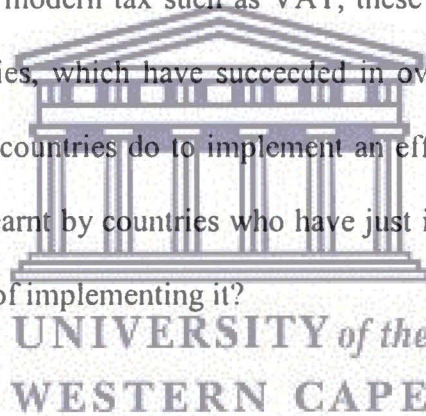 modern tax such as VAT, these
ies, which have succeeded in ov
countries do to implement an eff
earnt by countries who have just i
of implementing it?
UNIVERSITY of the
WESTERN CAPE